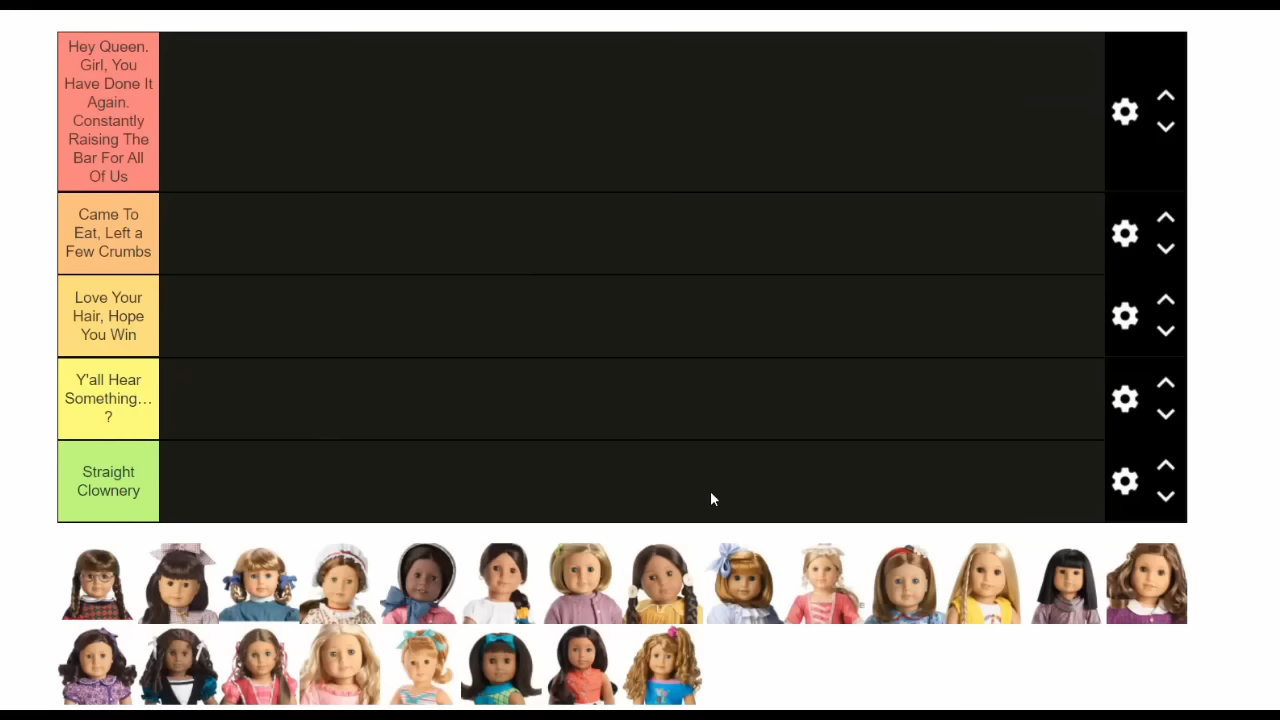 Hey Queen.
Girl, You
Have Done It
Again.
Constantly
Raising The
Bar For All
Of Us
Came To
Eat, Left a
Few Crumbs
Love Your
Hair, Hope
You Win
Y'all Hear
Something…
?
Straight
Clownery